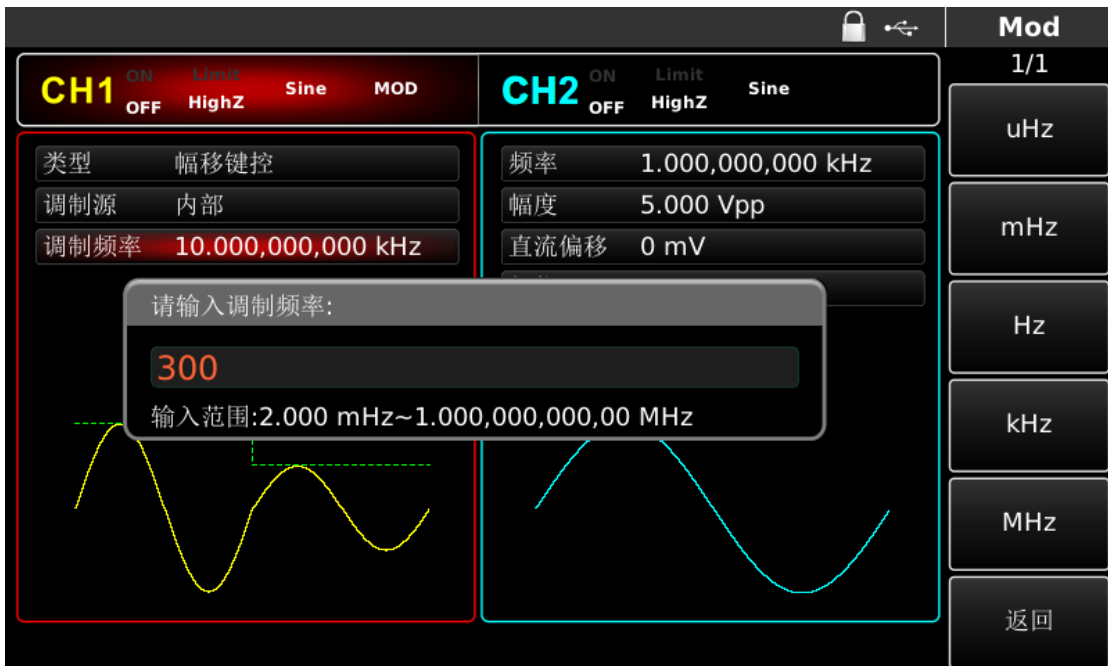 Mod
1/1
CH1 ON OFF Limit HighZ Sine MOD
CH2 ON OFF Limit HighZ Sine
类型 幅移键控
调制源 内部
调制频率 10.000,000,000 kHz
频率 1.000,000,000 kHz
幅度 5.000 Vpp
直流偏移 0 mV
请输入调制频率:
300
输入范围:2.000 mHz~1.000,000,000,00 MHz
uHz
mHz
Hz
kHz
MHz
返回